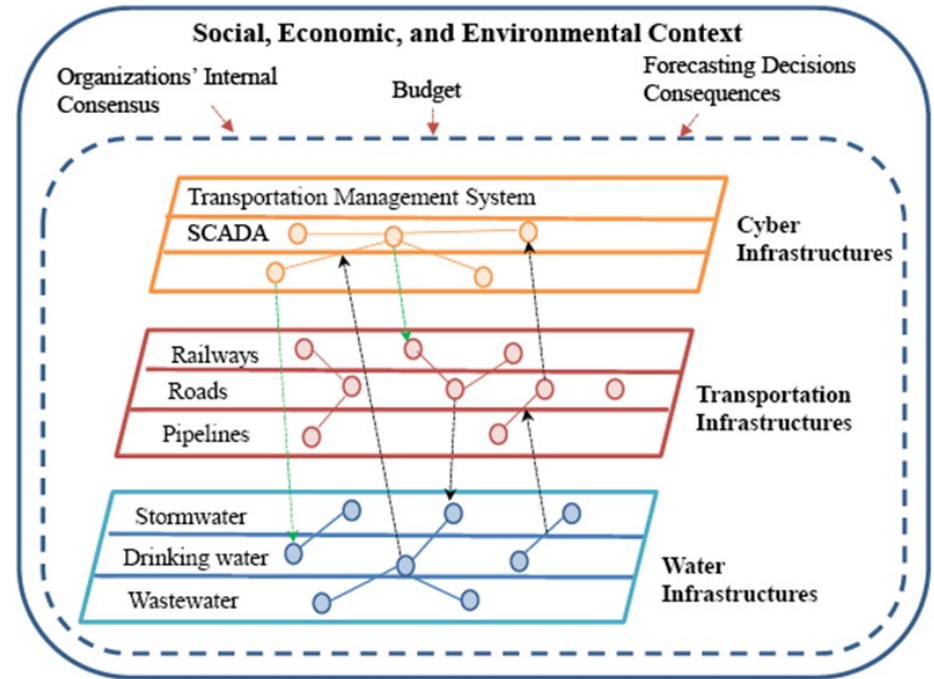 Social, Economic, and Environmental Context
Organizations' Internal
Consensus
Budget
Forecasting Decisions
Consequences
Transportation Management System
SCADA
Cyber
Infrastructures
Railways
Roads
Pipelines
Transportation
Infrastructures
Stormwater
Drinking water
Wastewater
Water
Infrastructures